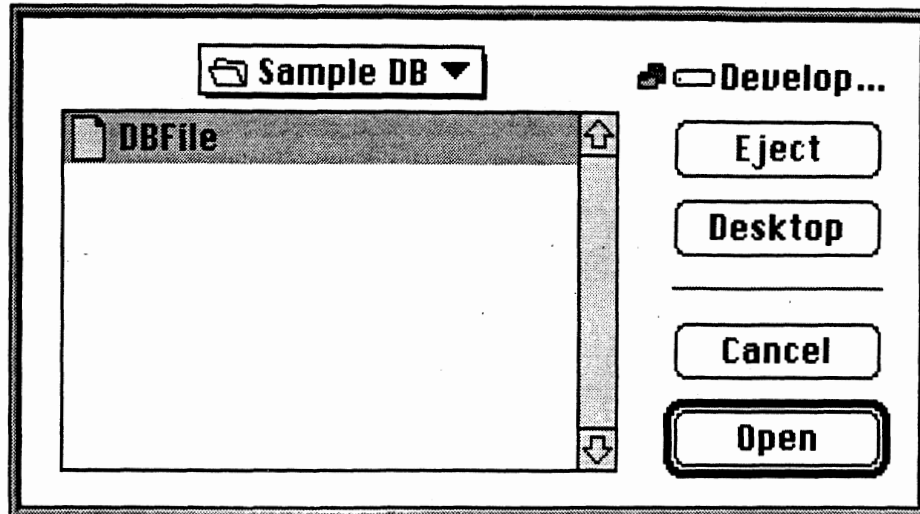 Sample DB
Develop...
DBFile
Eject
Desktop
Cancel
Open